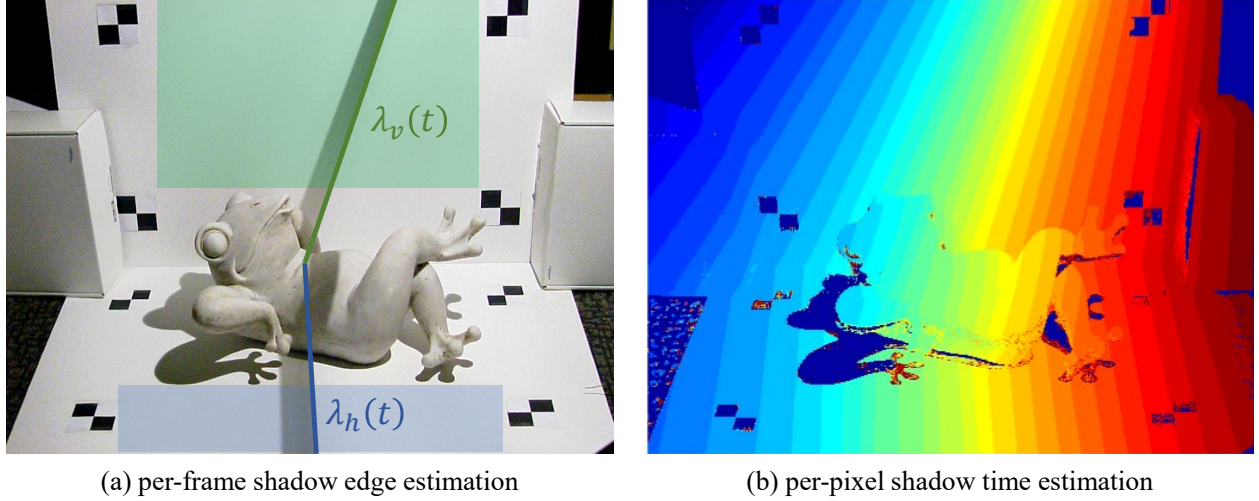 λᵥ(t)
λₕ(t)
(a) per-frame shadow edge estimation
(b) per-pixel shadow time estimation